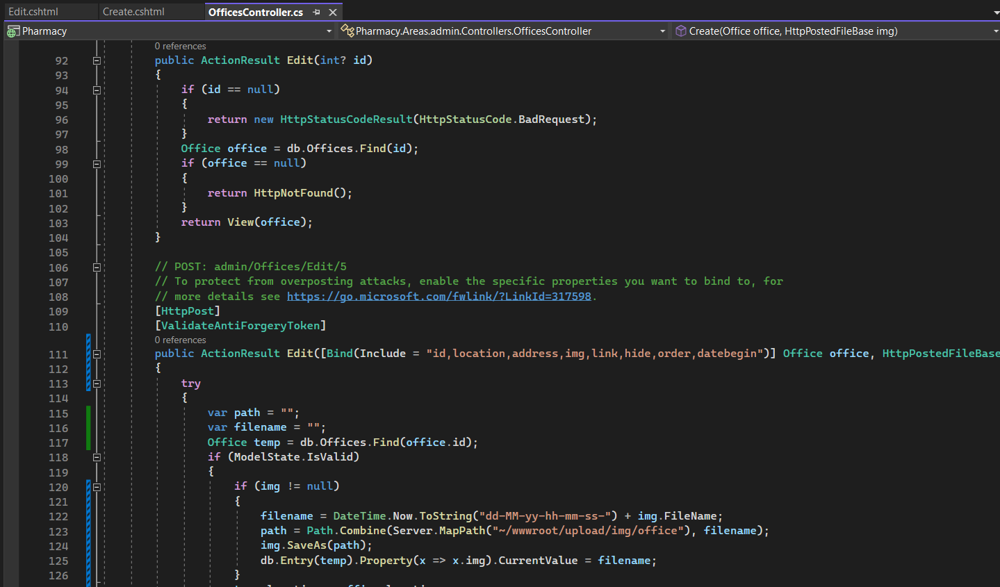 Edit.cshtml Create.cshtml OfficesController.cs
Pharmacy Pharmacy.Areas.admin.Controllers.OfficesController Create(Office office, HttpPostedFileBase img)
0 references
92 public ActionResult Edit(int? id)
93 {
94 if (id == null)
95 {
96 return new HttpStatusCodeResult(HttpStatusCode.BadRequest);
97 }
98 Office office = db.Offices.Find(id);
99 if (office == null)
100 {
101 return HttpNotFound();
102 }
103 return View(office);
104 }
105
106 // POST: admin/Offices/Edit/5
107 // To protect from overposting attacks, enable the specific properties you want to bind to, for
108 // more details see https://go.microsoft.com/fwlink/?LinkId=317598.
109 [HttpPost]
110 [ValidateAntiForgeryToken]
0 references
111 public ActionResult Edit([Bind(Include = "id,location,address,img,link,hide,order,datebegin")] Office office, HttpPostedFileBase
112 {
113 try
114 {
115 var path = "";
116 var filename = "";
117 Office temp = db.Offices.Find(office.id);
118 if (ModelState.IsValid)
119 {
120 if (img != null)
121 {
122 filename = DateTime.Now.ToString("dd-MM-yy-hh-mm-ss-") + img.FileName;
123 path = Path.Combine(Server.MapPath("~/wwwroot/upload/img/office"), filename);
124 img.SaveAs(path);
125 db.Entry(temp).Property(x => x.img).CurrentValue = filename;
126 }